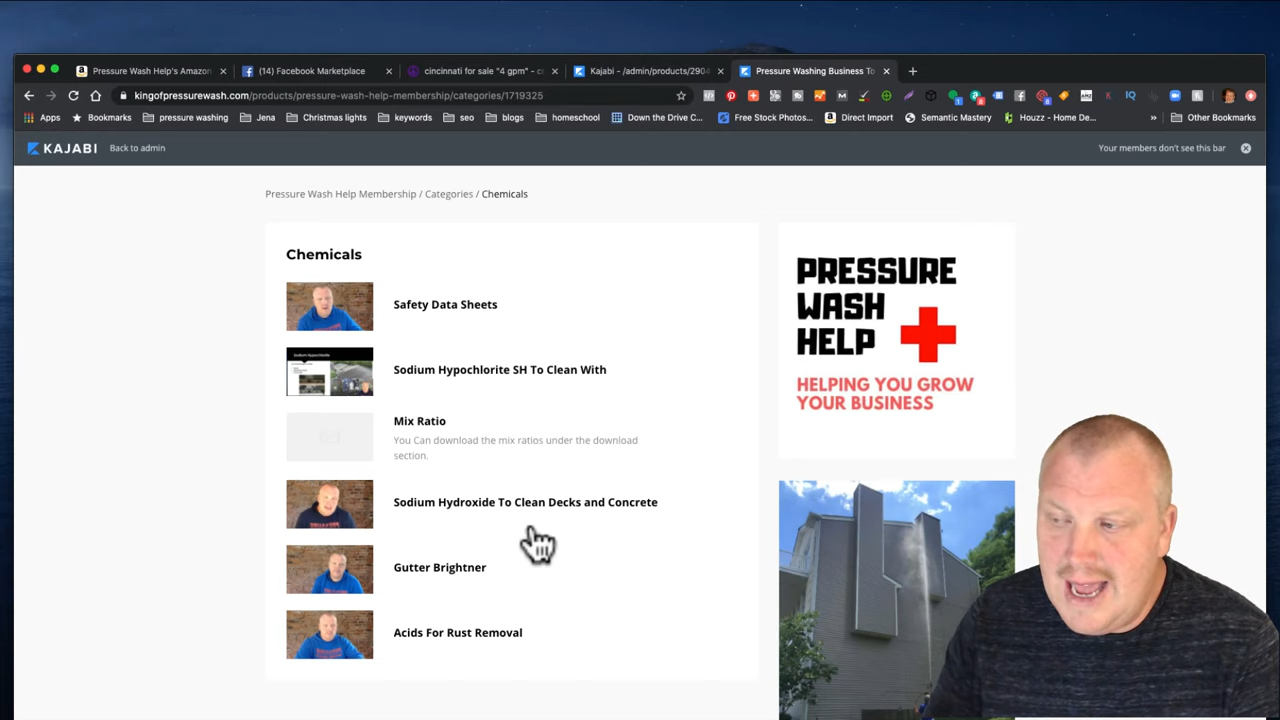 Pressure Wash Help's Amazon
(14) Facebook Marketplace
cincinnati for sale "4 gpm" - c
Kajabi - /admin/products/2904
Pressure Washing Business To
kingofpressurewash.com/products/pressure-wash-help-membership/categories/1719325
Apps
Bookmarks
pressure washing
Jena
Christmas lights
keywords
seo
blogs
homeschool
Down the Drive C...
Free Stock Photos...
Direct Import
Semantic Mastery
Houzz - Home De...
»
Other Bookmarks
KAJABI
Back to admin
Your members don't see this bar
Pressure Wash Help Membership / Categories / Chemicals
Chemicals
Safety Data Sheets
Sodium Hypochlorite SH To Clean With
Mix Ratio
You Can download the mix ratios under the download
section.
Sodium Hydroxide To Clean Decks and Concrete
Gutter Brightner
Acids For Rust Removal
PRESSURE
WASH
HELP
HELPING YOU GROW
YOUR BUSINESS